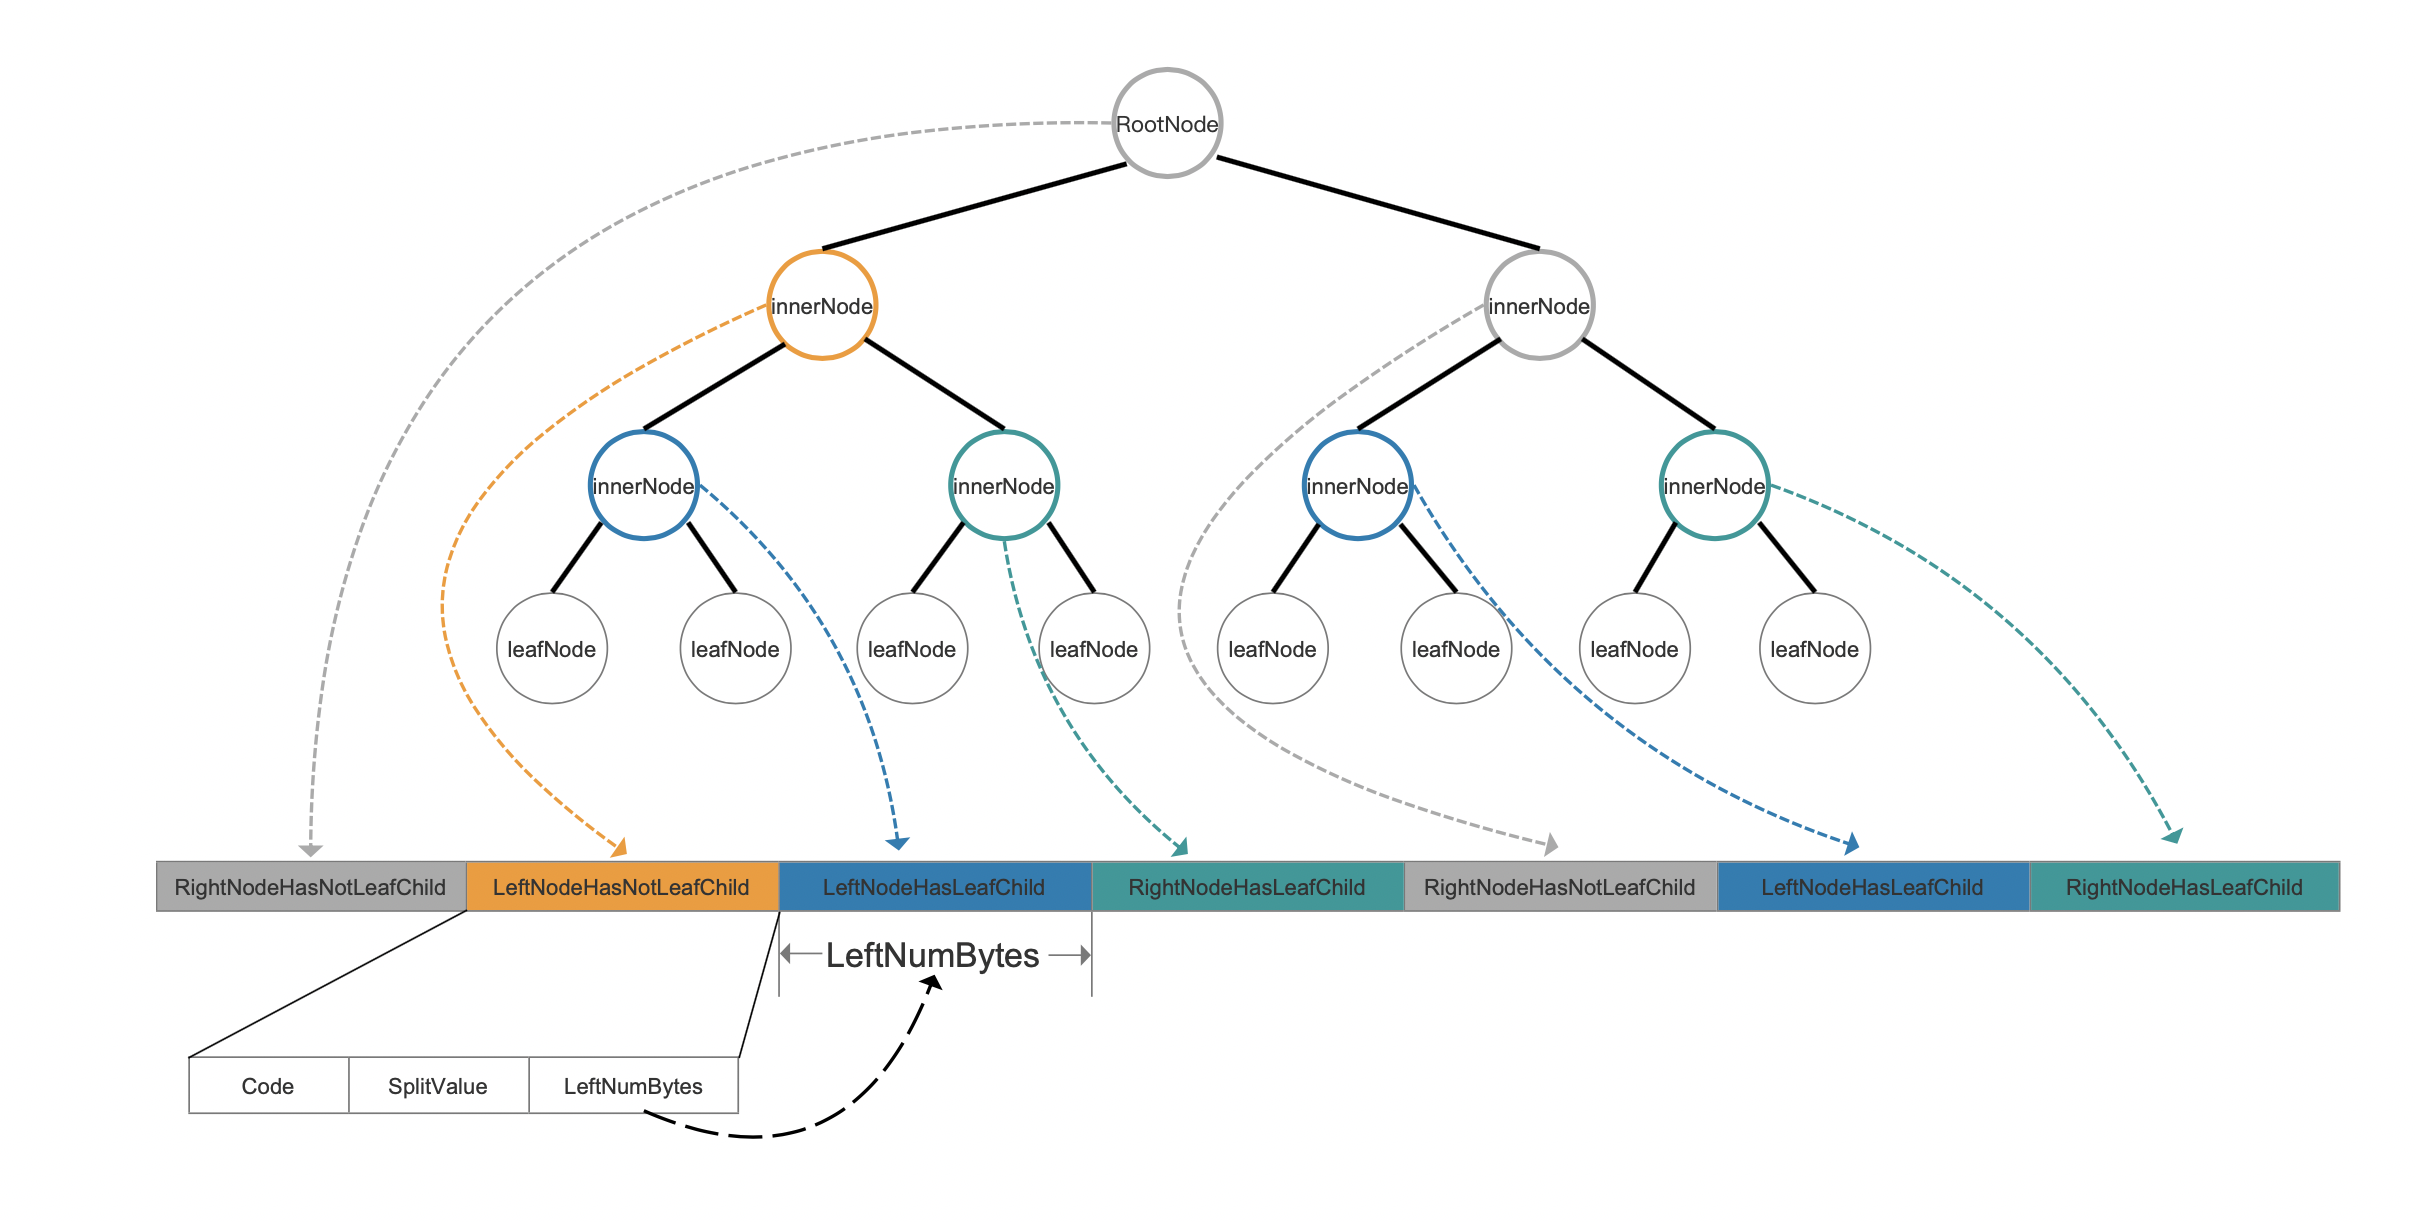 RootNode
innerNode
innerNode
innerNode
innerNode
innerNode
innerNode
leafNode
leafNode
leafNode
leafNode
leafNode
leafNode
leafNode
leafNode
RightNodeHasNotLeafChild
LeftNodeHasNotLeafChild
LeftNodeHasLeafChild
RightNodeHasLeafChild
RightNodeHasNotLeafChild
LeftNodeHasLeafChild
RightNodeHasLeafChild
LeftNumBytes
Code
SplitValue
LeftNumBytes